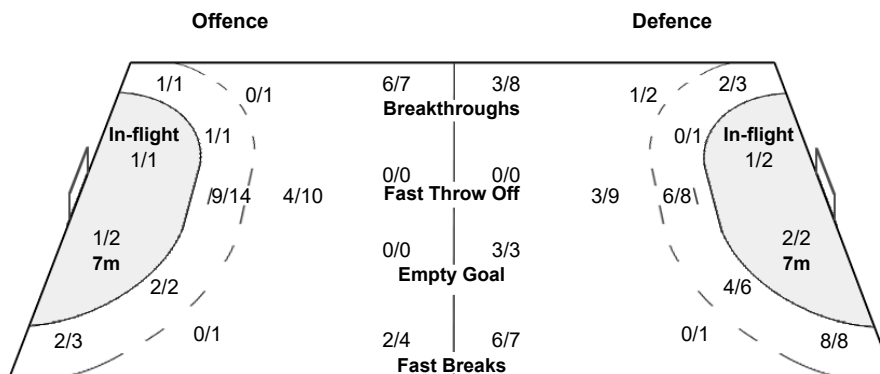 Offence Defence
1/1 6/7 3/8 2/3
0/1 1/2
Breakthroughs
In-flight 1/1 0/1 In-flight
1/1 1/2
0/0 0/0
9/14 4/10 Fast Throw Off 3/9 6/8
1/2 2/2
0/0 3/3
7m 7m
Empty Goal
2/2 4/6
2/3 0/1 2/4 6/7 0/1 8/8
Fast Breaks